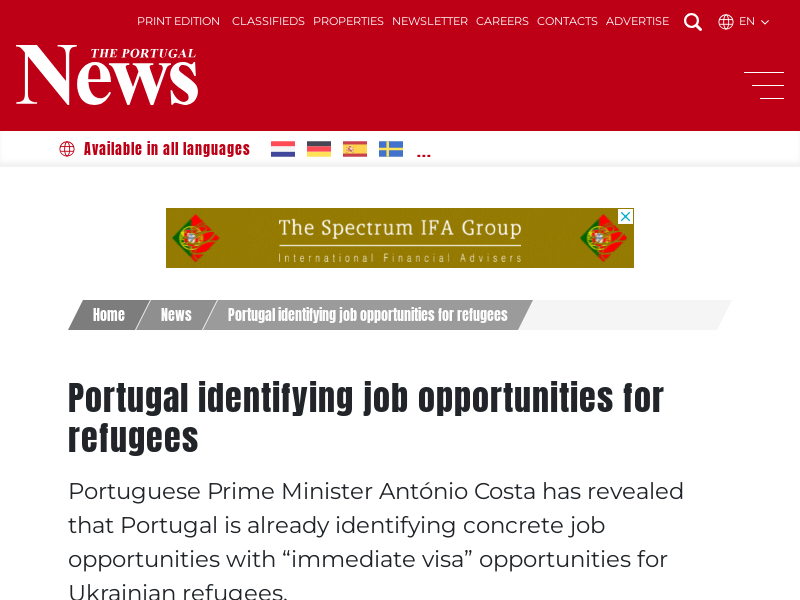 PRINT EDITION CLASSIFIEDS PROPERTIES NEWSLETTER CAREERS CONTACTS ADVERTISE EN
THE PORTUGAL
News
Available in all languages ...
The Spectrum IFA Group
International Financial Advisers
Home News Portugal identifying job opportunities for refugees
Portugal identifying job opportunities for
refugees
Portuguese Prime Minister António Costa has revealed
that Portugal is already identifying concrete job
opportunities with “immediate visa” opportunities for
Ukrainian refugees.